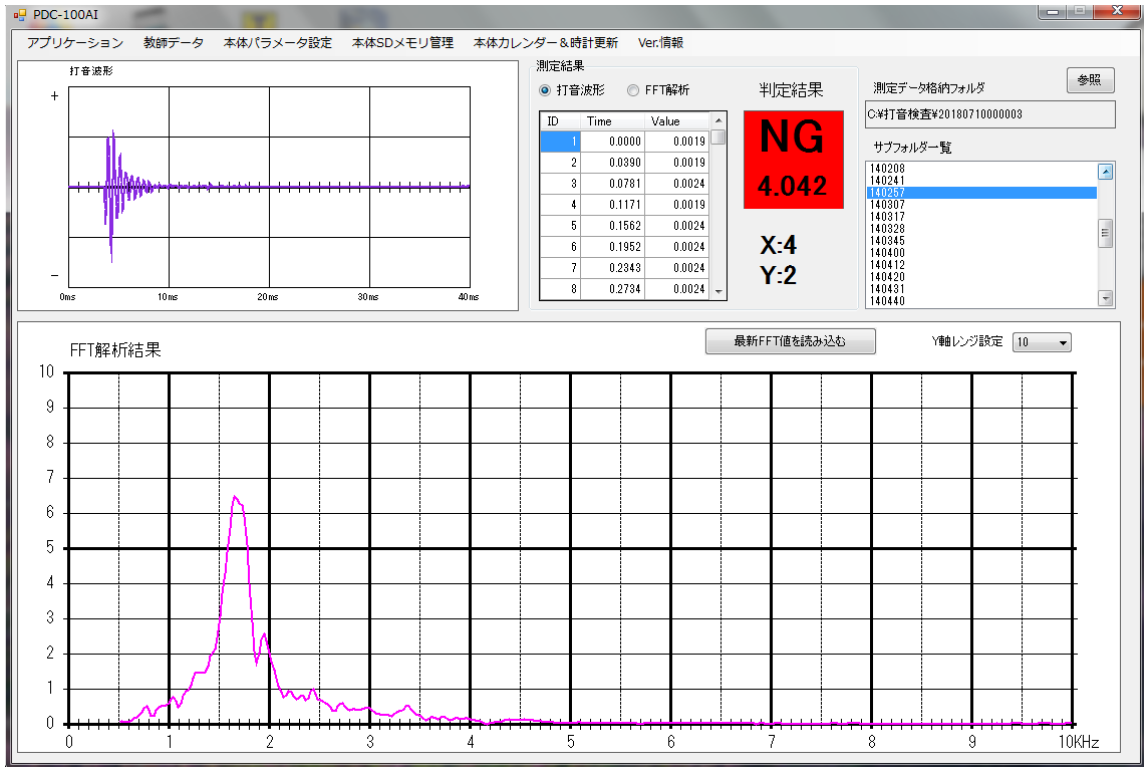 PDC-100AI
アプリケーション 教師データ 本体パラメータ設定 本体SDメモリ管理 本体カレンダー&時計更新 Ver.情報
打音波形
+
−
0ms 10ms 20ms 30ms 40ms
測定結果
打音波形 FFT解析
ID Time Value
1 0.0000 0.0019
2 0.0390 0.0019
3 0.0781 0.0024
4 0.1171 0.0019
5 0.1562 0.0024
6 0.1952 0.0024
7 0.2343 0.0024
8 0.2734 0.0024
判定結果
NG
4.042
X:4
Y:2
測定データ格納フォルダ 参照
C:¥打音検査¥20180710000003
サブフォルダ一覧
140208
140241
140257
140307
140317
140328
140345
140400
140412
140420
140431
140440
FFT解析結果
最新FFT値を読み込む
Y軸レンジ設定 10
10
9
8
7
6
5
4
3
2
1
0
0 1 2 3 4 5 6 7 8 9 10KHz